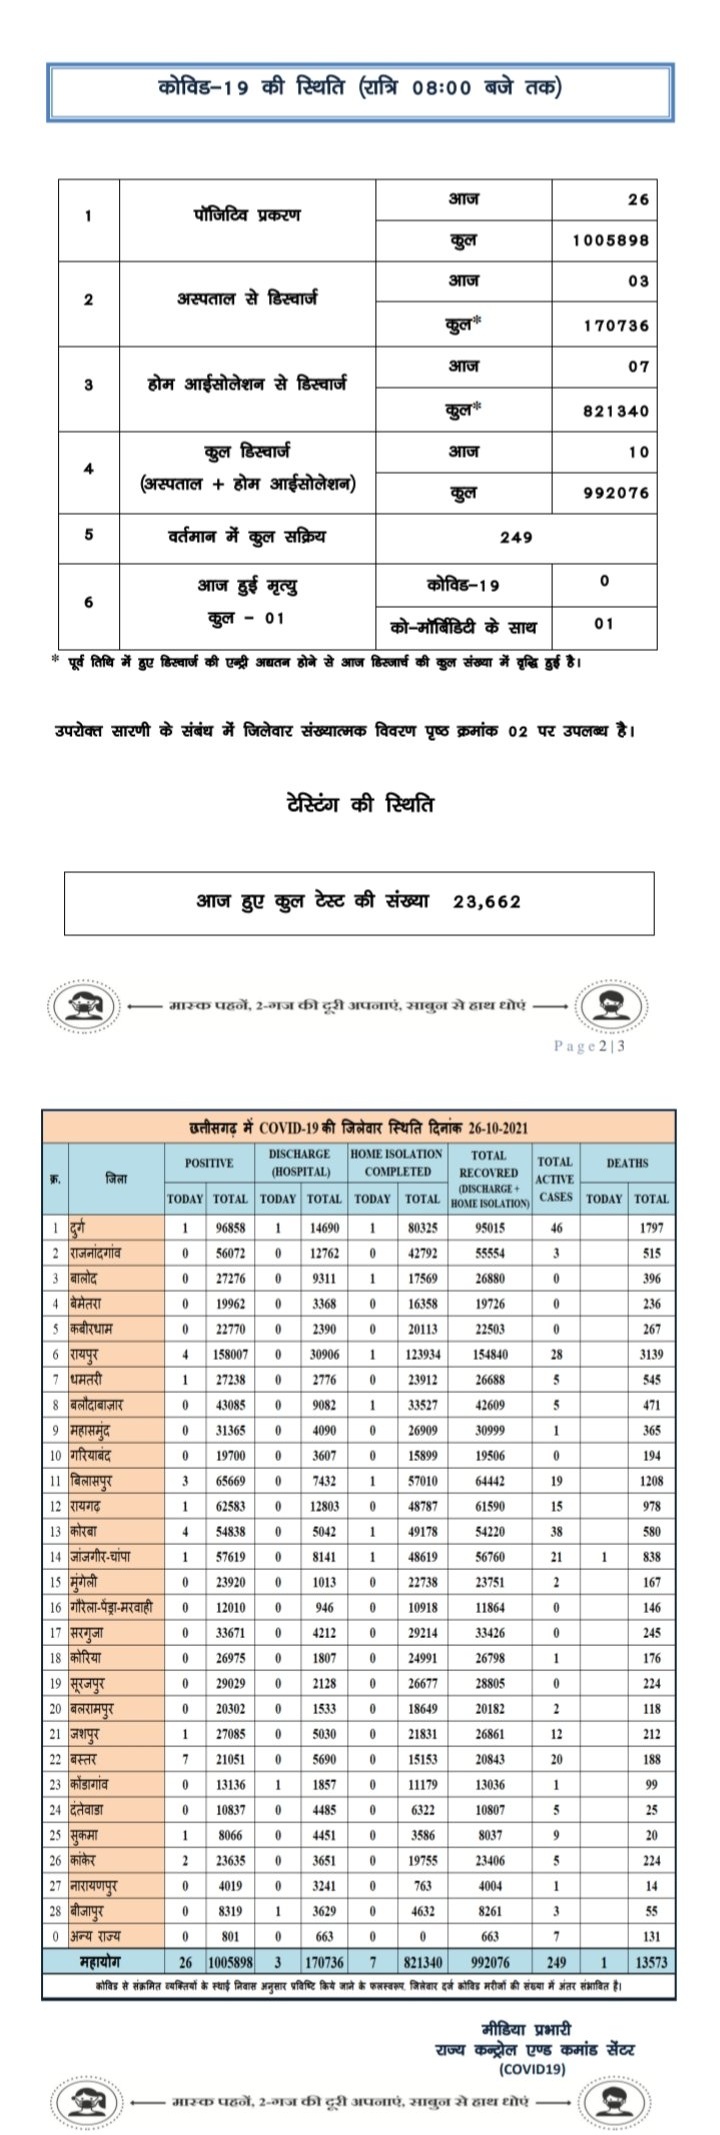 कोविड-19 की स्थिति (रात्रि 08:00 बजे तक)
1 पॉजिटिव प्रकरण आज 26
कुल 1005898
2 अस्पताल से डिस्चार्ज आज 03
कुल* 170736
3 होम आईसोलेशन से डिस्चार्ज आज 07
कुल* 821340
4 कुल डिस्चार्ज (अस्पताल + होम आईसोलेशन) आज 10
कुल 992076
5 वर्तमान में कुल सक्रिय 249
6 आज हुई मृत्यु कुल - 01 कोविड-19 0
को-मॉर्बिडिटी के साथ 01
* पूर्व तिथि में हुए डिस्चार्ज की एण्ट्री अद्यतन होने से आज डिस्जार्च की कुल संख्या में वृद्धि हुई है।
उपरोक्त सारणी के संबंध में जिलेवार संख्यात्मक विवरण पृष्ठ क्रमांक 02 पर उपलब्ध है।
टेस्टिंग की स्थिति
आज हुए कुल टेस्ट की संख्या 23,662
मास्क पहनें, 2-गज की दूरी अपनाएं, साबुन से हाथ धोएं
Page2|3
छत्तीसगढ़ में COVID-19 की जिलेवार स्थिति दिनांक 26-10-2021
क्र. जिला POSITIVE DISCHARGE (HOSPITAL) HOME ISOLATION COMPLETED TOTAL RECOVRED (DISCHARGE + HOME ISOLATION) TOTAL ACTIVE CASES DEATHS
TODAY TOTAL TODAY TOTAL TODAY TOTAL TODAY TOTAL
1 दुर्ग 1 96858 1 14690 1 80325 95015 46 1797
2 राजनांदगांव 0 56072 0 12762 0 42792 55554 3 515
3 बालोद 0 27276 0 9311 1 17569 26880 0 396
4 बेमेतरा 0 19962 0 3368 0 16358 19726 0 236
5 कबीरधाम 0 22770 0 2390 0 20113 22503 0 267
6 रायपुर 4 158007 0 30906 1 123934 154840 28 3139
7 धमतरी 1 27238 0 2776 0 23912 26688 5 545
8 बलौदाबाजार 0 43085 0 9082 1 33527 42609 5 471
9 महासमुंद 0 31365 0 4090 0 26909 30999 1 365
10 गरियाबंद 0 19700 0 3607 0 15899 19506 0 194
11 बिलासपुर 3 65669 0 7432 1 57010 64442 19 1208
12 रायगढ़ 1 62583 0 12803 0 48787 61590 15 978
13 कोरबा 4 54838 0 5042 1 49178 54220 38 580
14 जांजगीर-चांपा 1 57619 0 8141 1 48619 56760 21 1 838
15 मुंगेली 0 23920 0 1013 0 22738 23751 2 167
16 गौरेला-पेंड्रा-मरवाही 0 12010 0 946 0 10918 11864 0 146
17 सरगुजा 0 33671 0 4212 0 29214 33426 0 245
18 कोरिया 0 26975 0 1807 0 24991 26798 1 176
19 सूरजपुर 0 29029 0 2128 0 26677 28805 0 224
20 बलरामपुर 0 20302 0 1533 0 18649 20182 2 118
21 जशपुर 1 27085 0 5030 0 21831 26861 12 212
22 बस्तर 7 21051 0 5690 0 15153 20843 20 188
23 कोंडागांव 0 13136 1 1857 0 11179 13036 1 99
24 दंतेवाडा 0 10837 0 4485 0 6322 10807 5 25
25 सुकमा 1 8066 0 4451 0 3586 8037 9 20
26 कांकेर 2 23635 0 3651 0 19755 23406 5 224
27 नारायणपुर 0 4019 0 3241 0 763 4004 1 14
28 बीजापुर 0 8319 1 3629 0 4632 8261 3 55
0 अन्य राज्य 0 801 0 663 0 0 663 7 131
महायोग 26 1005898 3 170736 7 821340 992076 249 1 13573
कोविड से संक्रमित व्यक्तियों के स्थाई निवास अनुसार प्रविष्टि किये जाने के फलस्वरूप, जिलेवार दर्ज कोविड मरीजों की संख्या में अंतर संभावित है।
मीडिया प्रभारी
राज्य कन्ट्रोल एण्ड कमांड सेंटर
(COVID19)
मास्क पहनें, 2-गज की दूरी अपनाएं, साबुन से हाथ धोएं